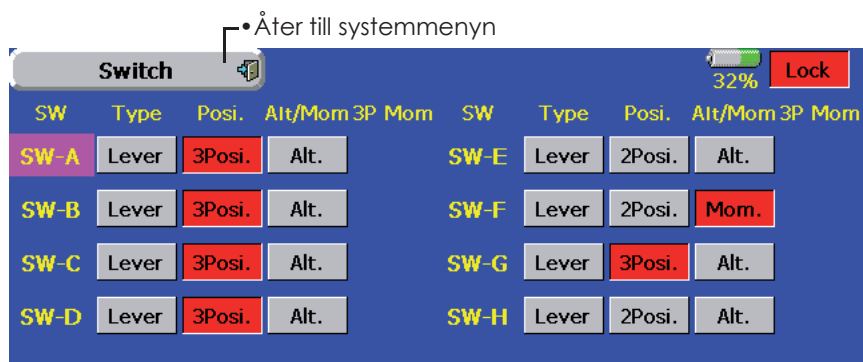 •Åter till systemmenyn
Switch
32% Lock
SW Type Posi. Alt/Mom 3P Mom SW Type Posi. Alt/Mom 3P Mom
SW-A Lever 3Posi. Alt. SW-E Lever 2Posi. Alt.
SW-B Lever 3Posi. Alt. SW-F Lever 2Posi. Mom.
SW-C Lever 3Posi. Alt. SW-G Lever 3Posi. Alt.
SW-D Lever 3Posi. Alt. SW-H Lever 2Posi. Alt.